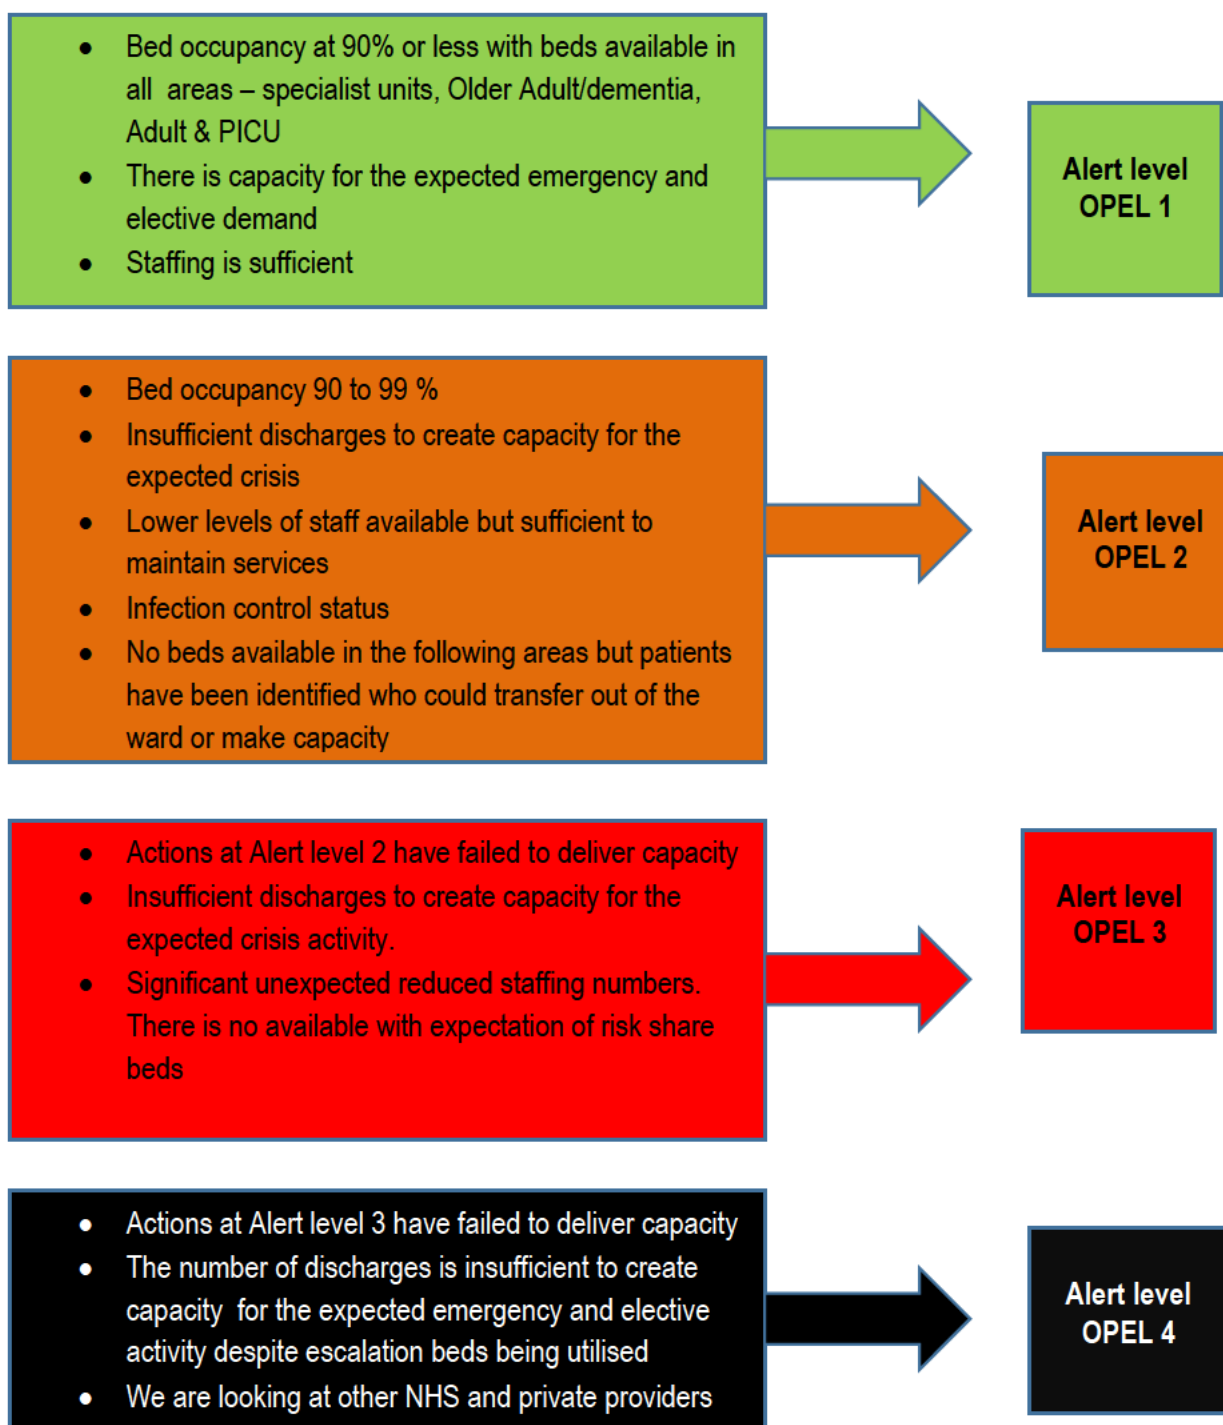 ● Bed occupancy at 90% or less with beds available in
all areas – specialist units, Older Adult/dementia,
Adult & PICU
● There is capacity for the expected emergency and
elective demand
● Staffing is sufficient
Alert level
OPEL 1
● Bed occupancy 90 to 99 %
● Insufficient discharges to create capacity for the
expected crisis
● Lower levels of staff available but sufficient to
maintain services
● Infection control status
● No beds available in the following areas but patients
have been identified who could transfer out of the
ward or make capacity
Alert level
OPEL 2
● Actions at Alert level 2 have failed to deliver capacity
● Insufficient discharges to create capacity for the
expected crisis activity.
● Significant unexpected reduced staffing numbers.
There is no available with expectation of risk share
beds
Alert level
OPEL 3
● Actions at Alert level 3 have failed to deliver capacity
● The number of discharges is insufficient to create
capacity for the expected emergency and elective
activity despite escalation beds being utilised
● We are looking at other NHS and private providers
Alert level
OPEL 4